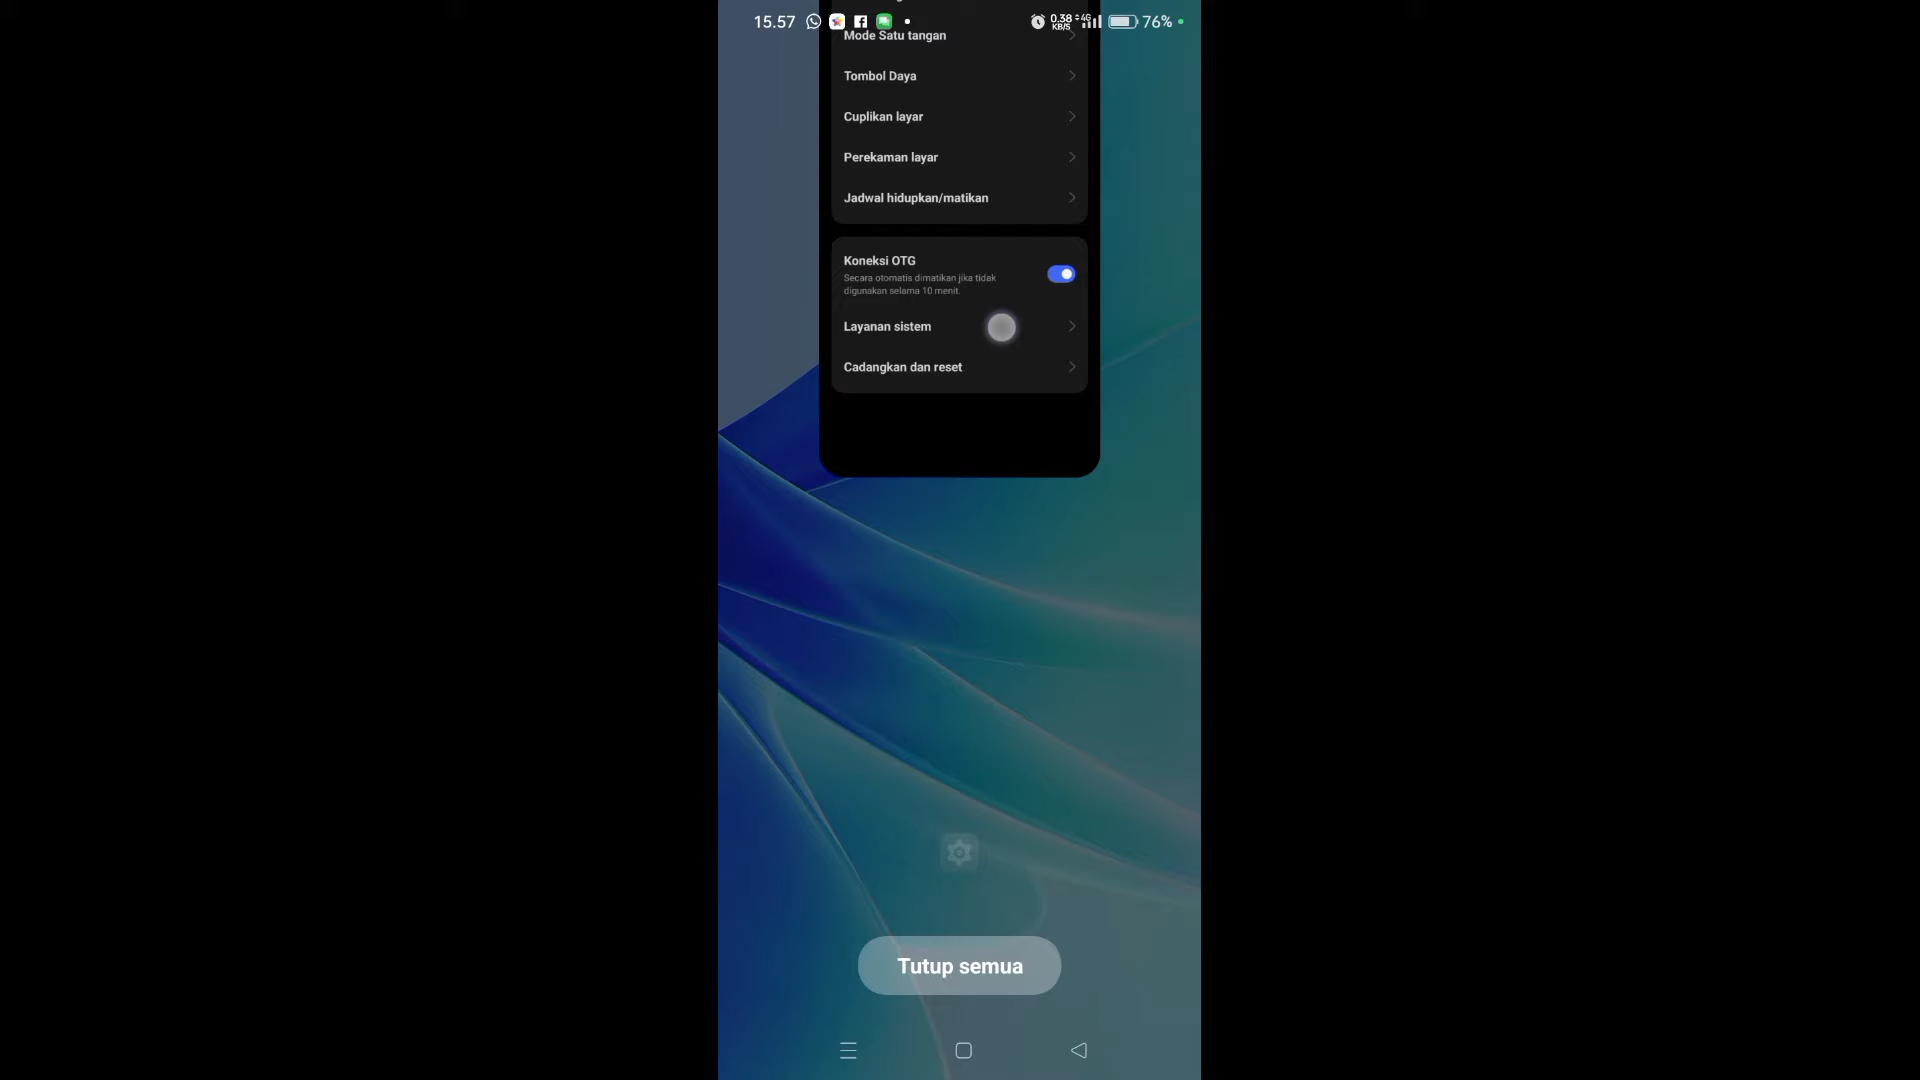 15.57 0.38 KB/S 4G 76%
Mode Satu tangan
Tombol Daya
Cuplikan layar
Perekaman layar
Jadwal hidupkan/matikan
Koneksi OTG
Secara otomatis dimatikan jika tidak
digunakan selama 10 menit.
Layanan sistem
Cadangkan dan reset
Tutup semua